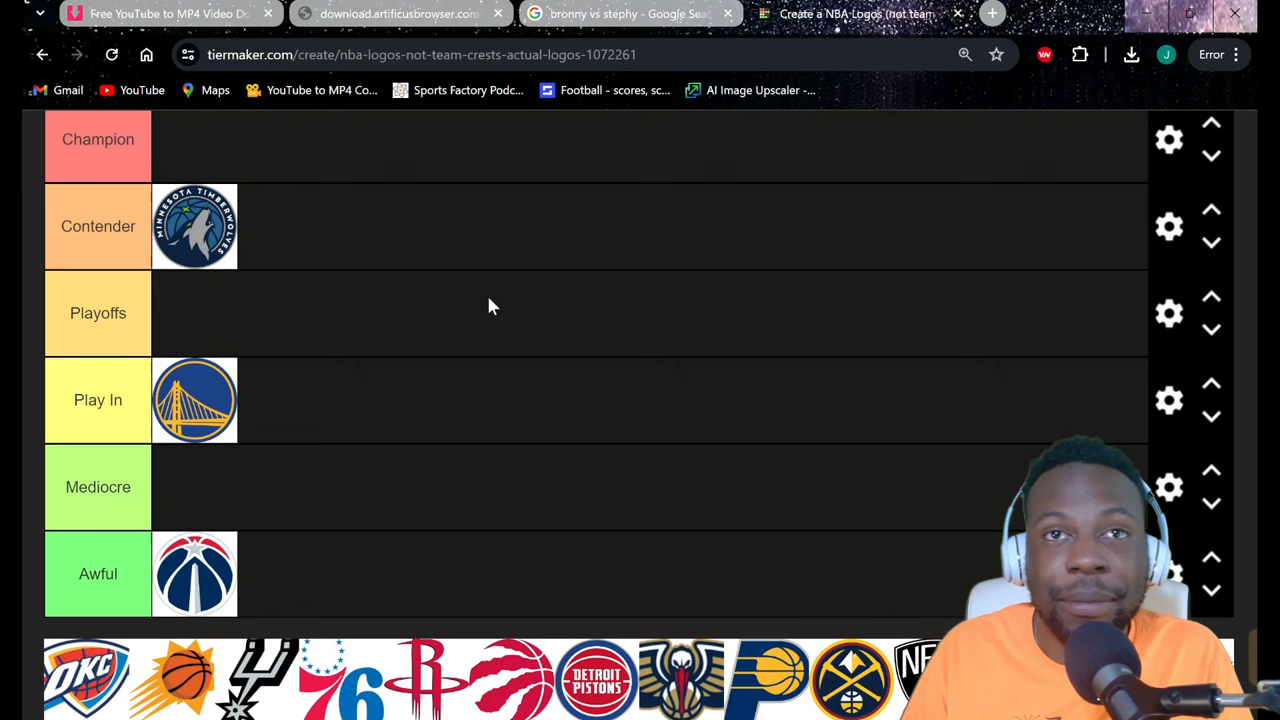 Free YouTube to MP4 Video Do
download.artificusbrowser.com
bronny vs stephy - Google Sea
Create a NBA Logos (not team
tiermaker.com/create/nba-logos-not-team-crests-actual-logos-1072261
J
Error
Gmail
YouTube
Maps
YouTube to MP4 Co...
Sports Factory Podc...
Football - scores, sc...
AI Image Upscaler -...
Champion
Contender
MINNESOTA TIMBERWOLVES
Playoffs
Play In
Mediocre
Awful
OKC
76
R
DETROIT
PISTONS